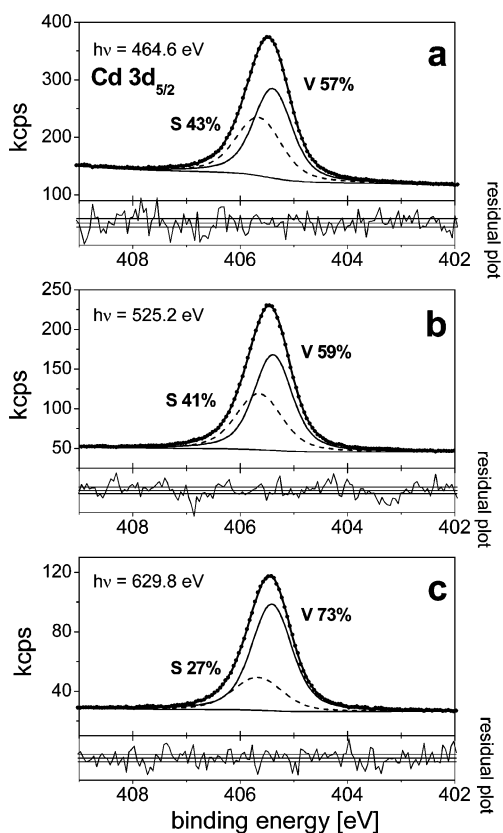 400
hν = 464.6 eV
a
Cd 3d5/2
300
V 57%
kcps
S 43%
200
100
residual plot
408 406 404 402
250
hν = 525.2 eV
b
200
V 59%
150
kcps
S 41%
100
50
residual plot
408 406 404 402
120
hν = 629.8 eV
c
V 73%
80
kcps
S 27%
40
residual plot
408 406 404 402
binding energy [eV]